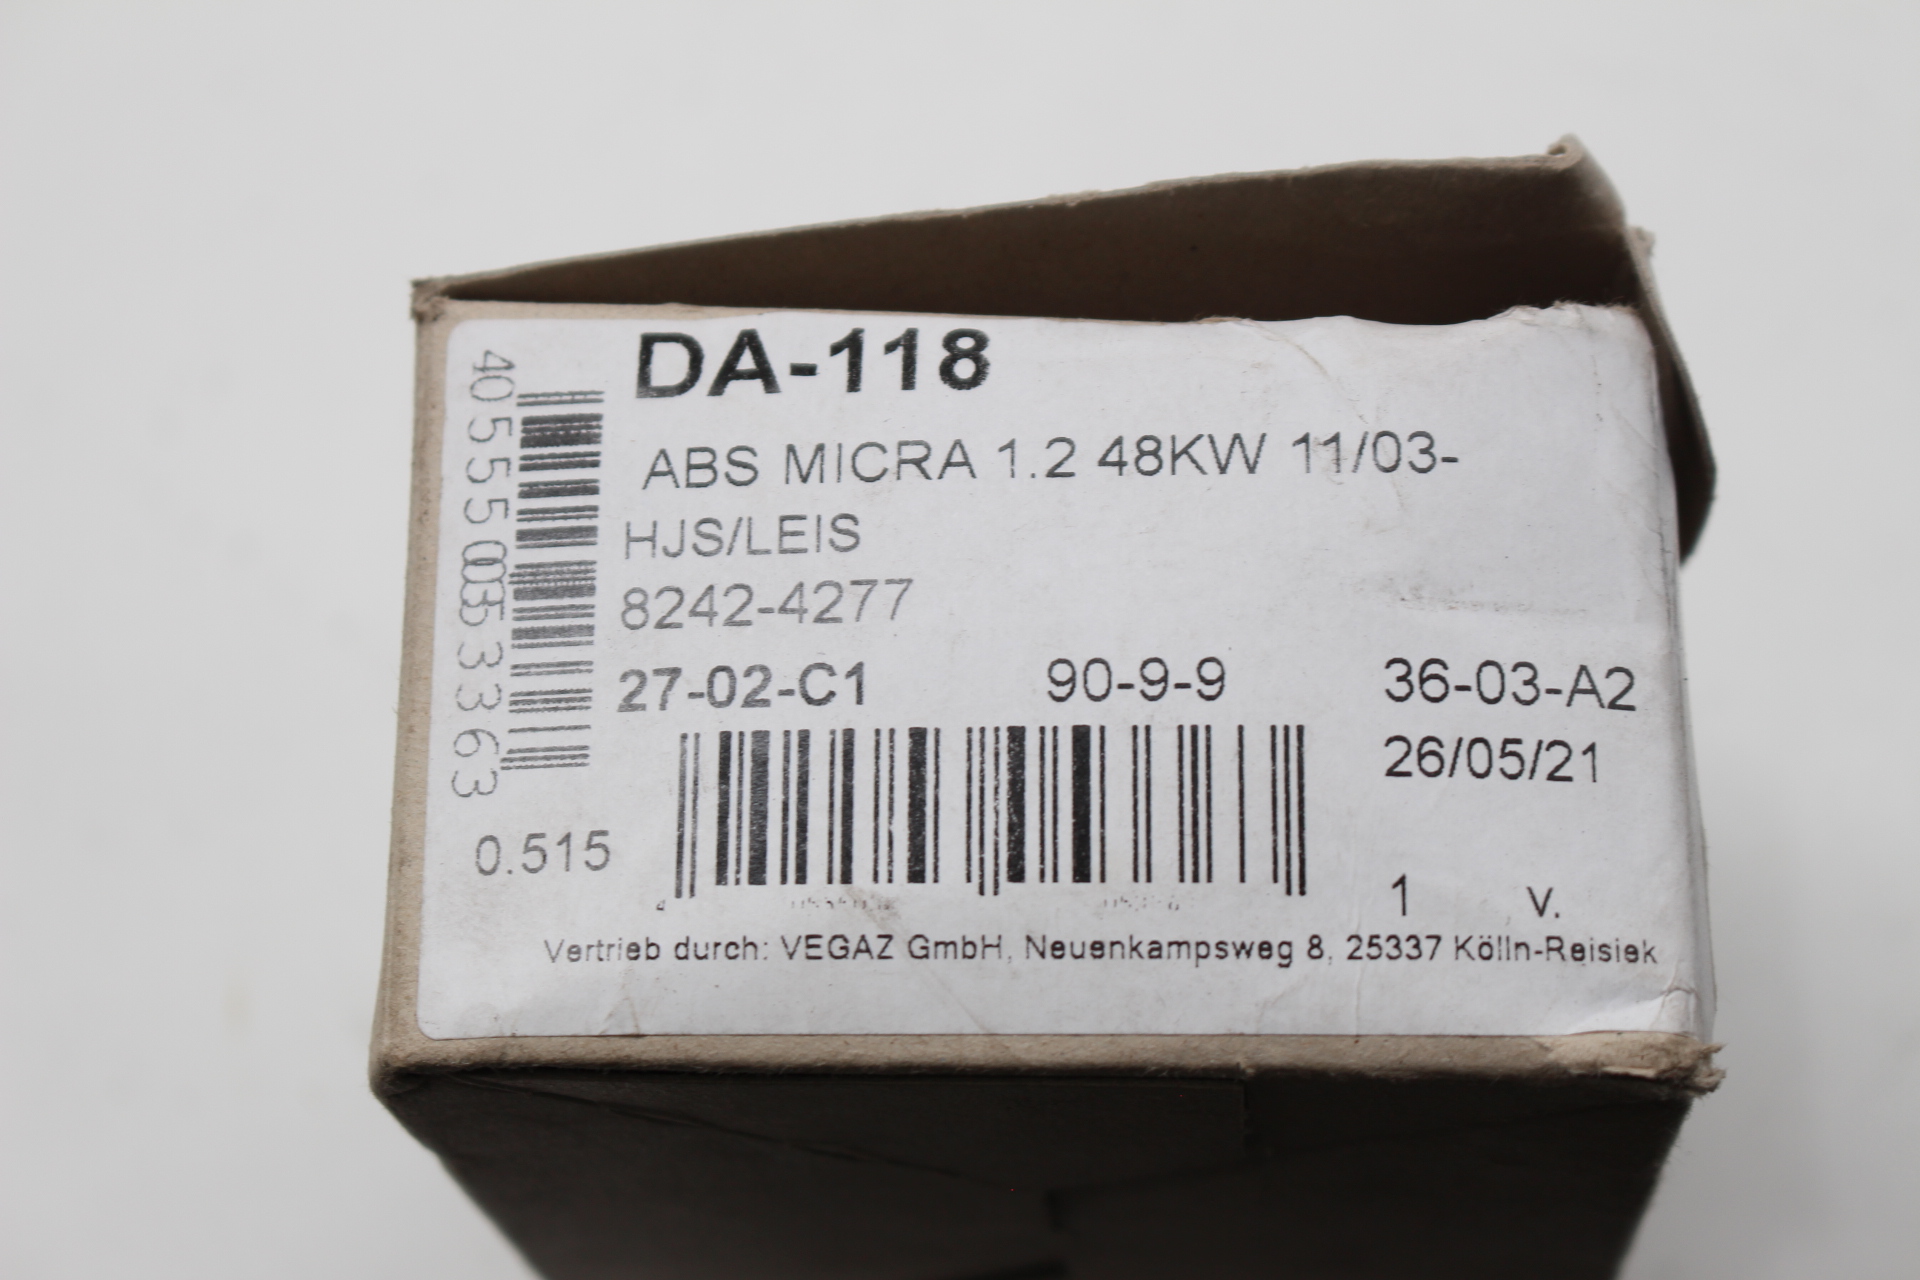 DA-118
ABS MICRA 1.2 48KW 11/03-
HJS/LEIS
8242-4277
27-02-C1 90-9-9 36-03-A2
26/05/21
0.515
1 V.
Vertrieb durch: VEGAZ GmbH, Neuenkampsweg 8, 25337 Kölln-Reisiek